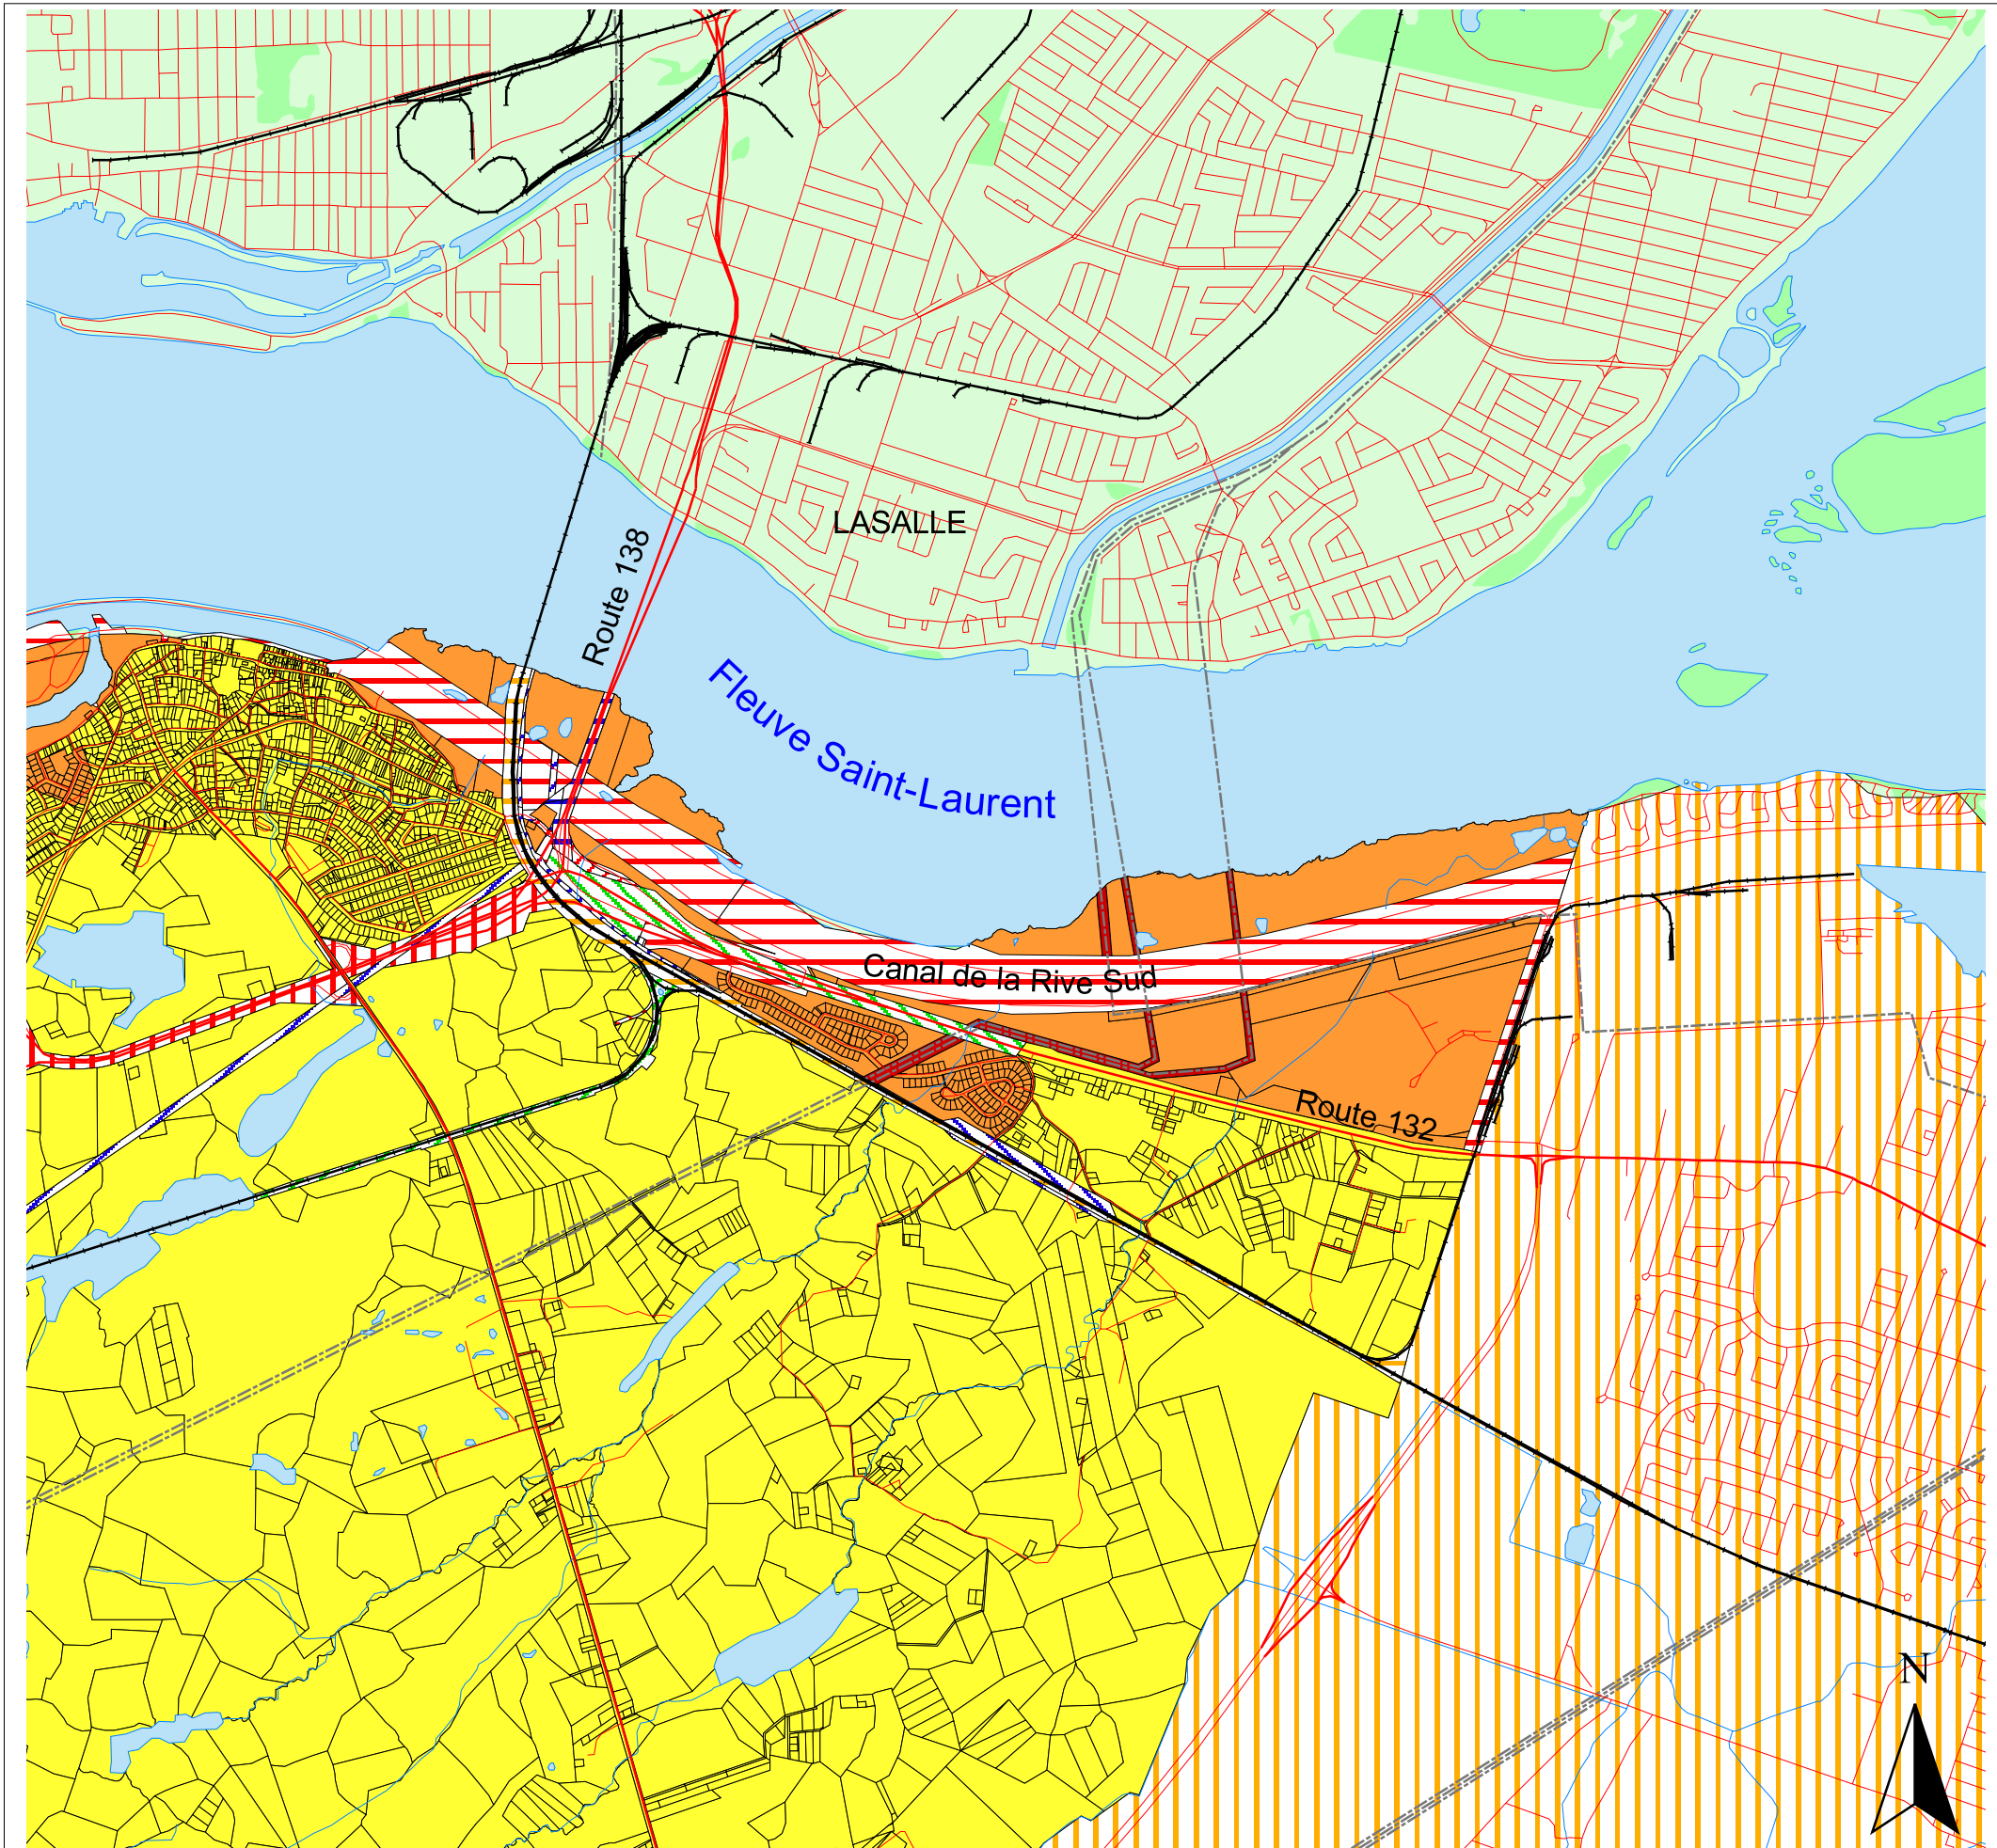 LASALLE
Route 138
Fleuve Saint-Laurent
Canal de la Rive Sud
Route 132
N